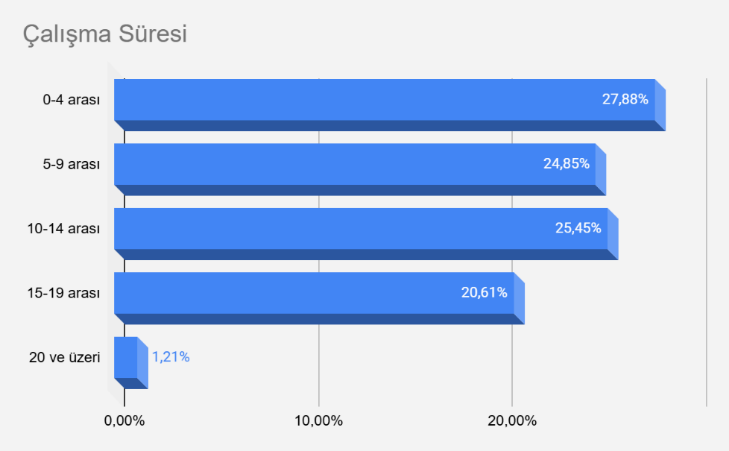 Çalışma Süresi
0-4 arası
27,88%
5-9 arası
24,85%
10-14 arası
25,45%
15-19 arası
20,61%
20 ve üzeri
1,21%
0,00%
10,00%
20,00%